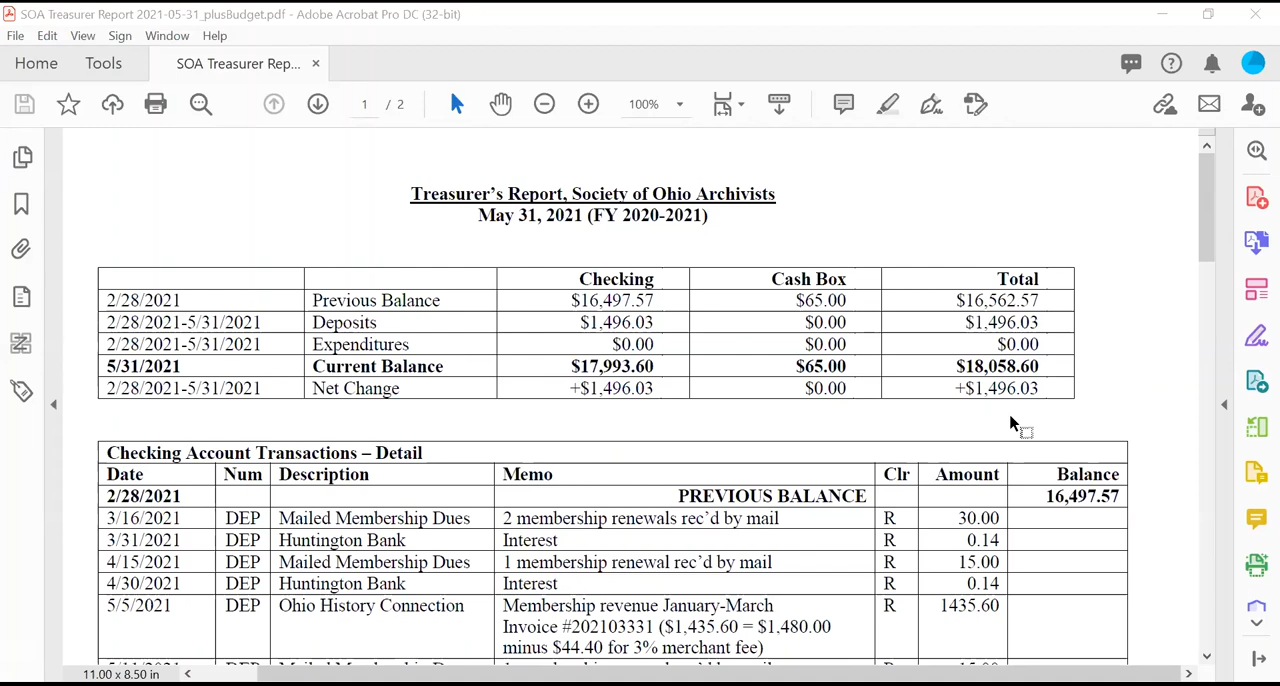 SOA Treasurer Report 2021-05-31_plusBudget.pdf - Adobe Acrobat Pro DC (32-bit)
File Edit View Sign Window Help
Home Tools SOA Treasurer Rep... ×
1 / 2 100%
Treasurer's Report, Society of Ohio Archivists
May 31, 2021 (FY 2020-2021)
Checking Cash Box Total
2/28/2021 Previous Balance $16,497.57 $65.00 $16,562.57
2/28/2021-5/31/2021 Deposits $1,496.03 $0.00 $1,496.03
2/28/2021-5/31/2021 Expenditures $0.00 $0.00 $0.00
5/31/2021 Current Balance $17,993.60 $65.00 $18,058.60
2/28/2021-5/31/2021 Net Change +$1,496.03 $0.00 +$1,496.03
Checking Account Transactions – Detail
Date Num Description Memo Clr Amount Balance
2/28/2021 PREVIOUS BALANCE 16,497.57
3/16/2021 DEP Mailed Membership Dues 2 membership renewals rec'd by mail R 30.00
3/31/2021 DEP Huntington Bank Interest R 0.14
4/15/2021 DEP Mailed Membership Dues 1 membership renewal rec'd by mail R 15.00
4/30/2021 DEP Huntington Bank Interest R 0.14
5/5/2021 DEP Ohio History Connection Membership revenue January-March R 1435.60
Invoice #202103331 ($1,435.60 = $1,480.00
minus $44.40 for 3% merchant fee)
11.00 x 8.50 in